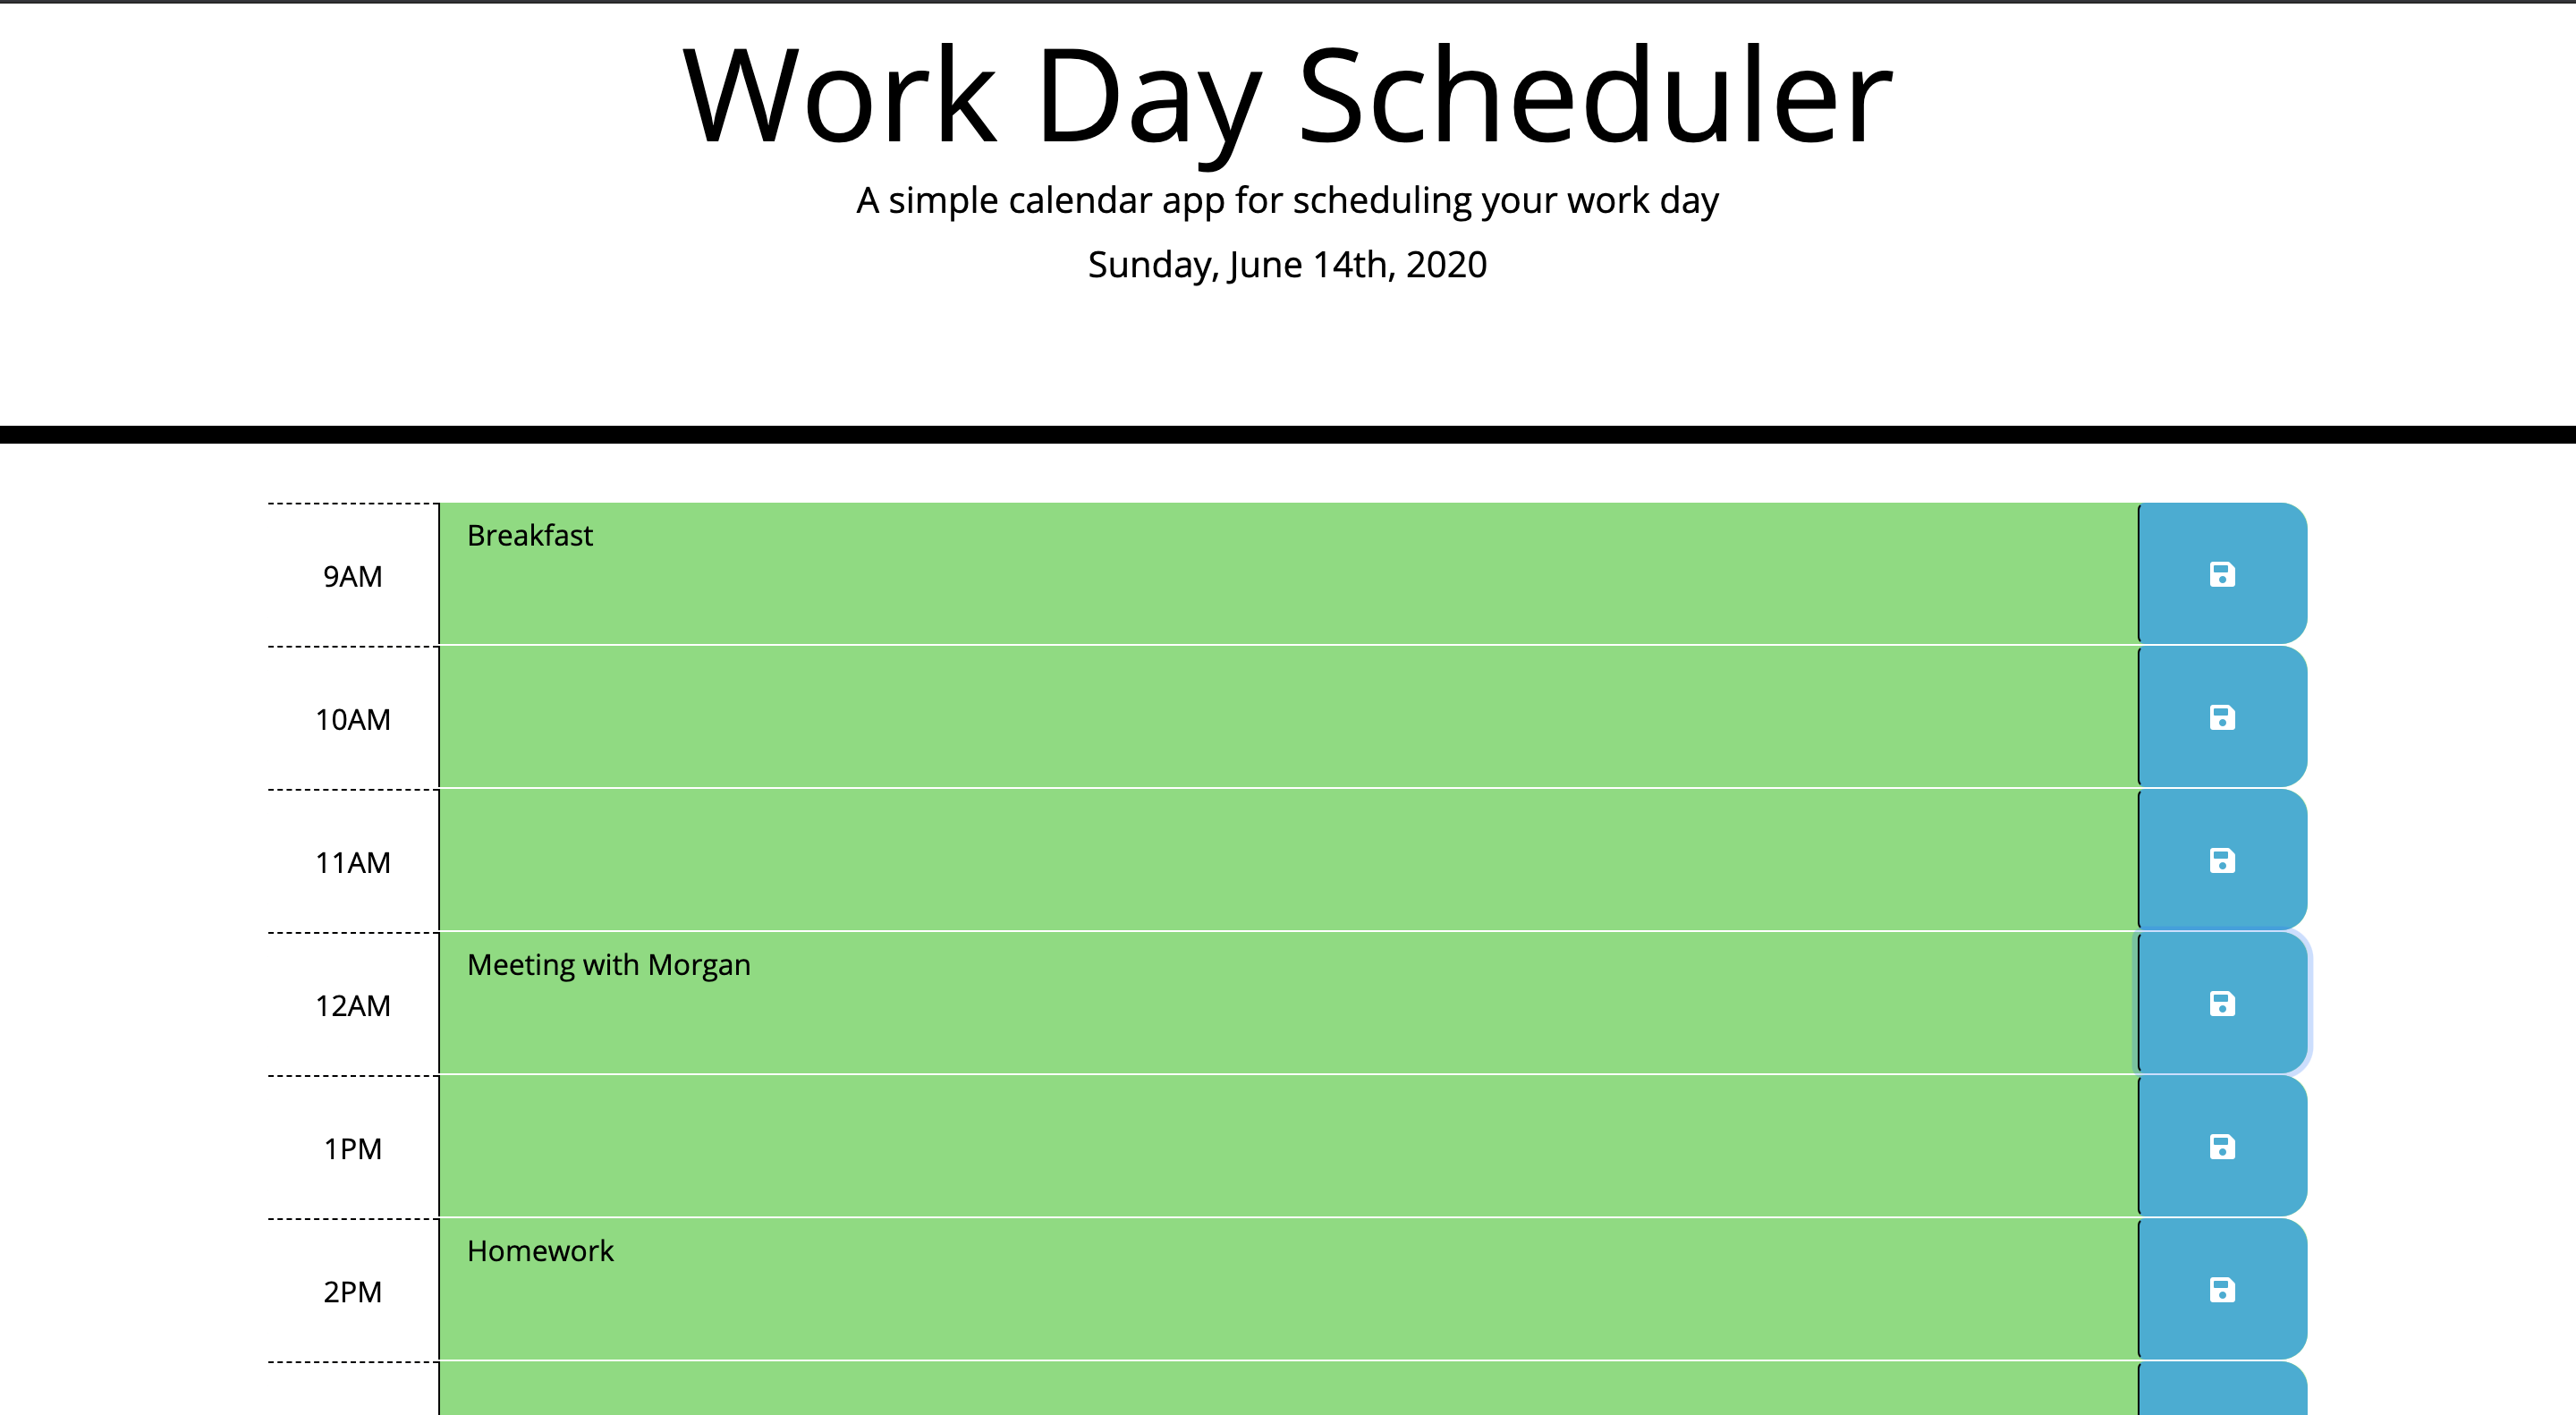 Work Day Scheduler
A simple calendar app for scheduling your work day
Sunday, June 14th, 2020
Breakfast
9AM
10AM
11AM
Meeting with Morgan
12AM
1PM
Homework
2PM